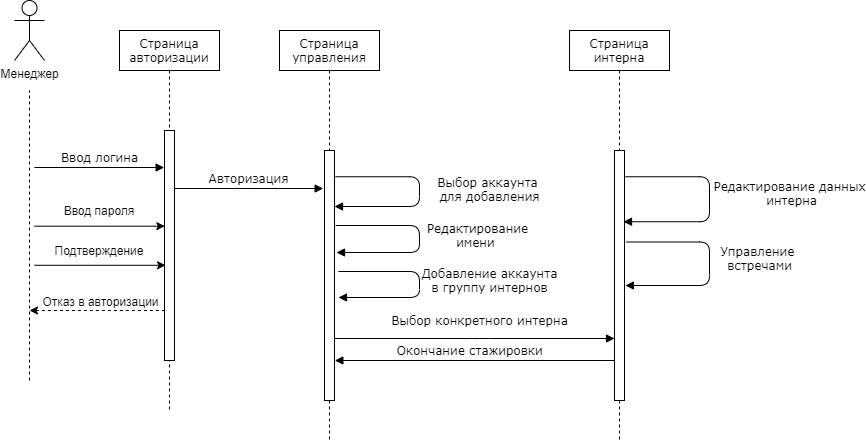 Менеджер
Страница
авторизации
Страница
управления
Страница
интерна
Ввод логина
Авторизация
Ввод пароля
Подтверждение
Отказ в авторизации
Выбор аккаунта
для добавления
Редактирование
имени
Добавление аккаунта
в группу интернов
Выбор конкретного интерна
Окончание стажировки
Редактирование данных
интерна
Управление
встречами